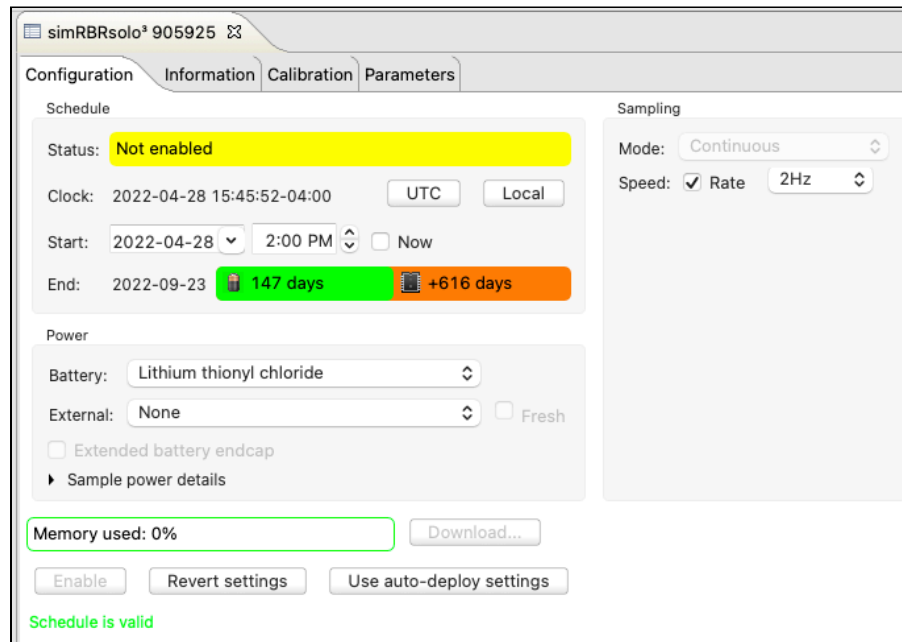 simRBRsolo³ 905925
Configuration Information Calibration Parameters
Schedule
Status: Not enabled
Clock: 2022-04-28 15:45:52-04:00 UTC Local
Start: 2022-04-28 2:00 PM Now
End: 2022-09-23 147 days +616 days
Power
Battery: Lithium thionyl chloride
External: None Fresh
Extended battery endcap
Sample power details
Memory used: 0% Download...
Enable Revert settings Use auto-deploy settings
Schedule is valid
Sampling
Mode: Continuous
Speed: Rate 2Hz